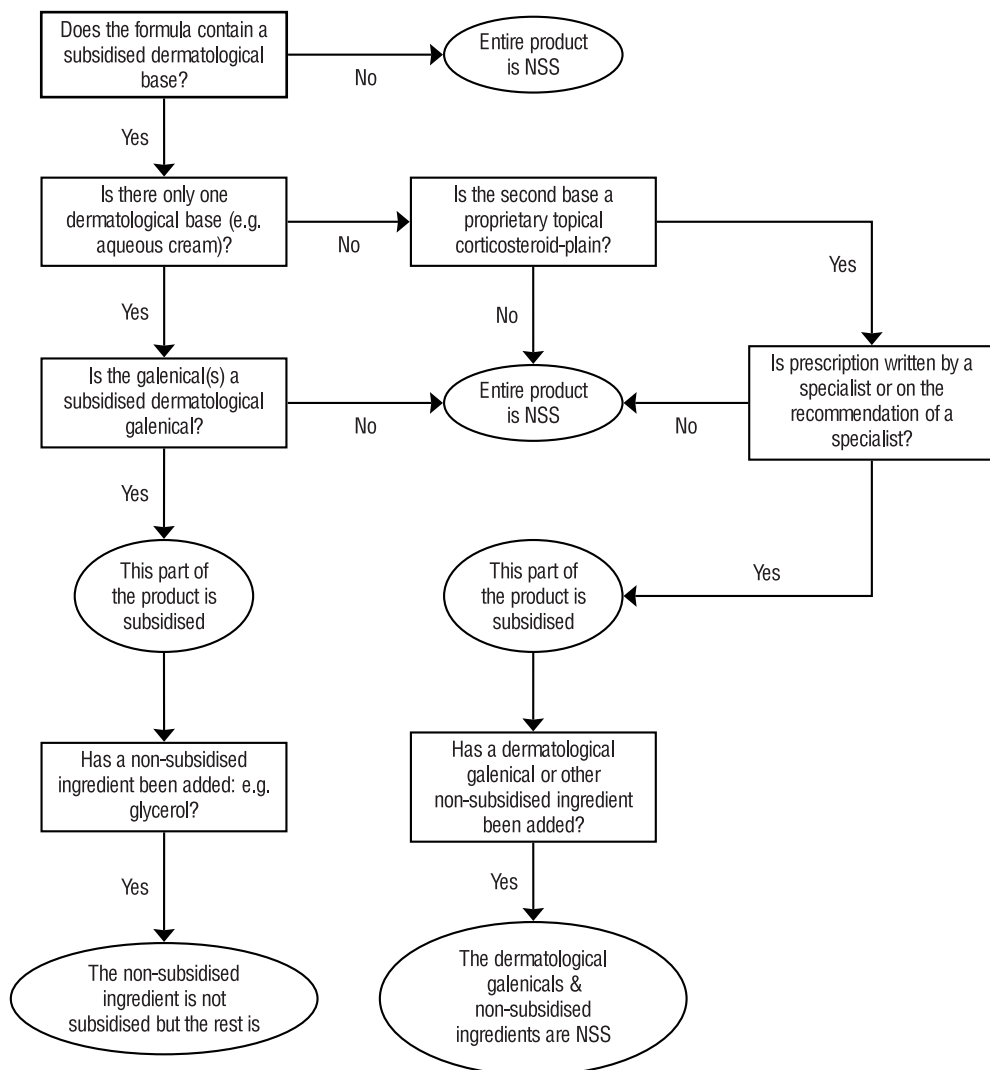 Does the formula contain a
subsidised dermatological
base?
No
Entire product
is NSS
Yes
Is there only one
dermatological base (e.g.
aqueous cream)?
No
Is the second base a
proprietary topical
corticosteroid-plain?
Yes
Yes
No
Is the galenical(s) a
subsidised dermatological
galenical?
No
Entire product
is NSS
No
Is prescription written by a
specialist or on the
recommendation of a
specialist?
Yes
This part of
the product is
subsidised
This part of
the product is
subsidised
Yes
Has a non-subsidised
ingredient been added: e.g.
glycerol?
Has a dermatological
galenical or other
non-subsidised ingredient
been added?
Yes
Yes
The non-subsidised
ingredient is not
subsidised but the rest is
The dermatological
galenicals &
non-subsidised
ingredients are NSS